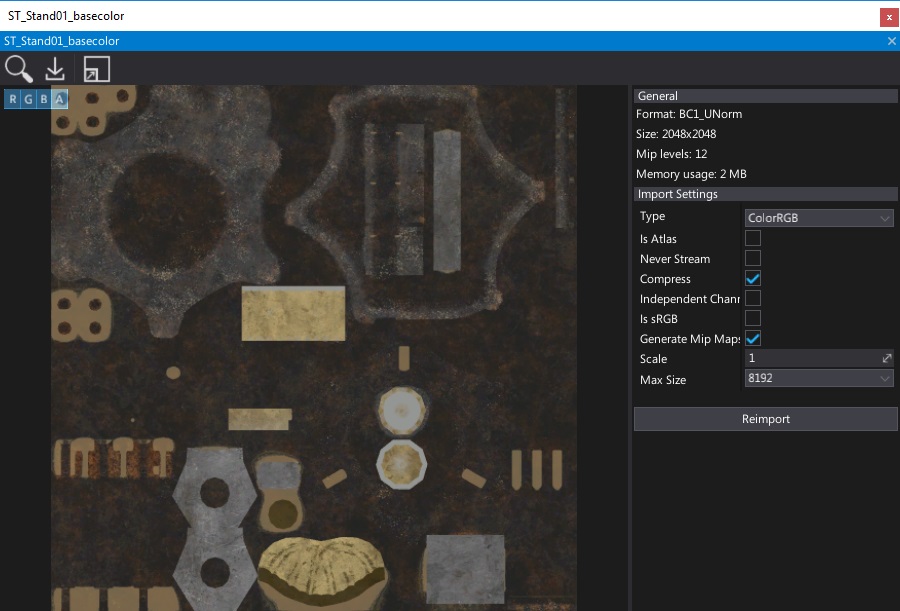 ST_Stand01_basecolor
x
ST_Stand01_basecolor
R G B A
General
Format: BC1_UNorm
Size: 2048x2048
Mip levels: 12
Memory usage: 2 MB
Import Settings
Type ColorRGB
Is Atlas
Never Stream
Compress
Independent Chanr
Is sRGB
Generate Mip Maps
Scale 1
Max Size 8192
Reimport